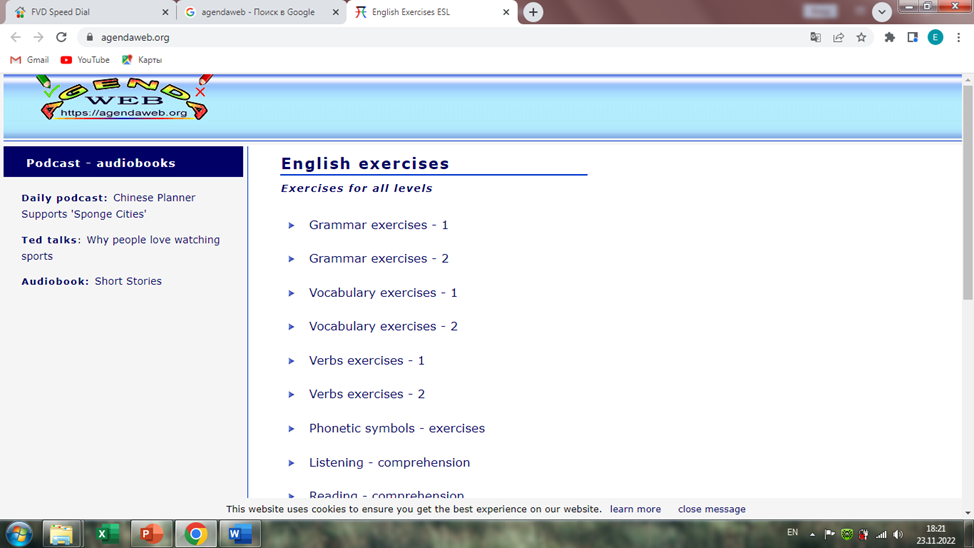 FVD Speed Dial
agendaweb - Поиск в Google
English Exercises ESL
agendaweb.org
E
Gmail
YouTube
Карты
AGENDA
WEB
https://agendaweb.org
Podcast - audiobooks
Daily podcast: Chinese Planner
Supports 'Sponge Cities'
Ted talks: Why people love watching
sports
Audiobook: Short Stories
English exercises
Exercises for all levels
Grammar exercises - 1
Grammar exercises - 2
Vocabulary exercises - 1
Vocabulary exercises - 2
Verbs exercises - 1
Verbs exercises - 2
Phonetic symbols - exercises
Listening - comprehension
Reading - comprehension
This website uses cookies to ensure you get the best experience on our website. learn more close message
EN
18:21
23.11.2022